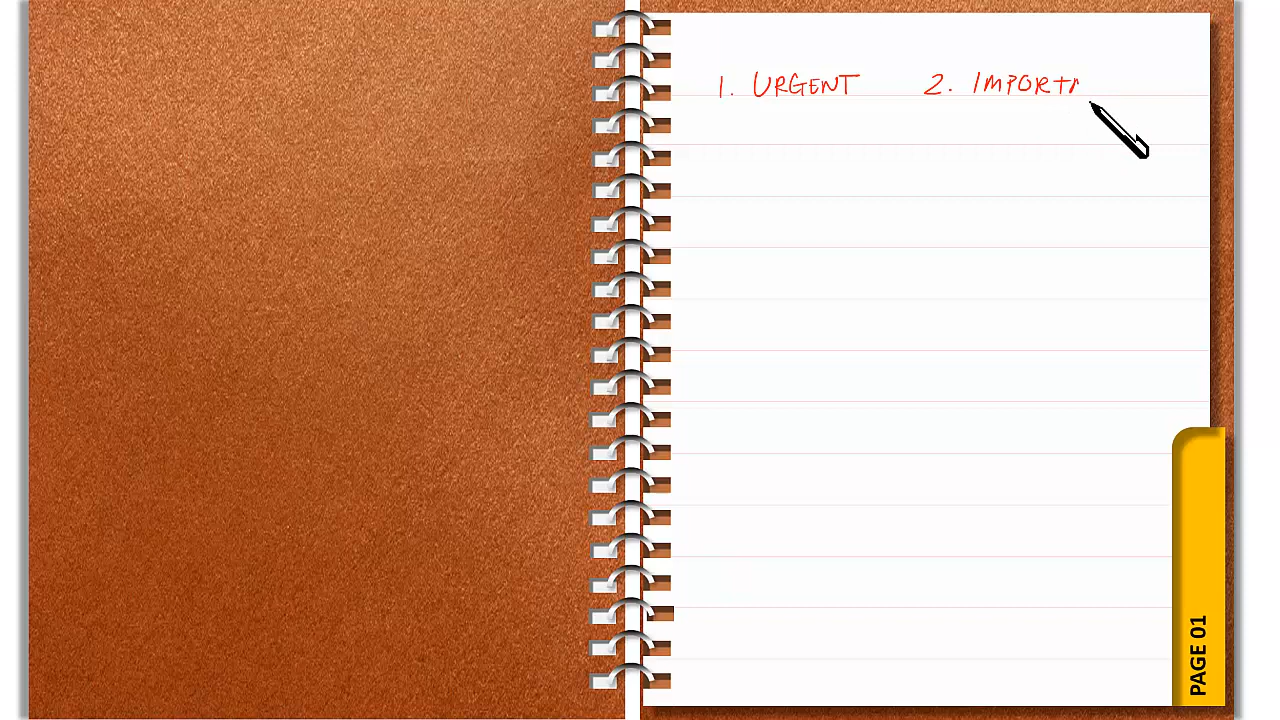 1. URGENT 2. IMPORT
PAGE 01